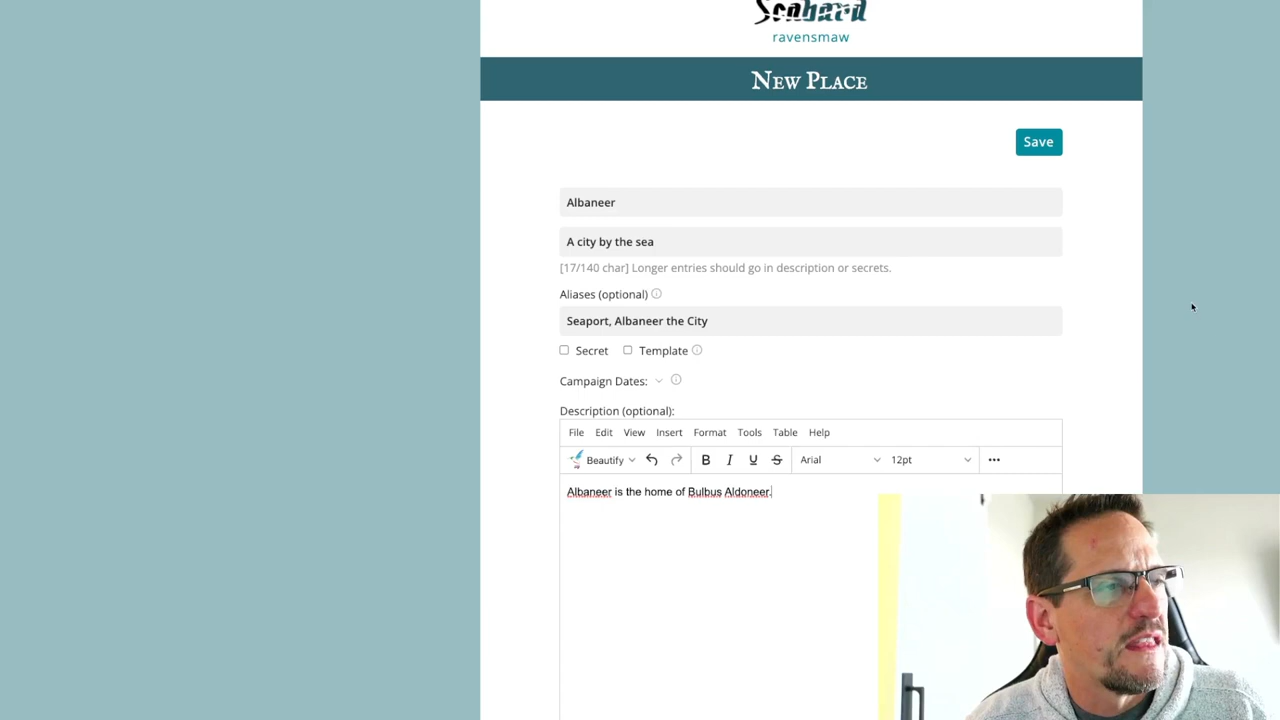 Seabard
ravensmaw
New Place
Save
Albaneer
A city by the sea
[17/140 char] Longer entries should go in description or secrets.
Aliases (optional)
Seaport, Albaneer the City
Secret Template
Campaign Dates:
Description (optional):
File Edit View Insert Format Tools Table Help
Beautify B I U S Arial 12pt
Albaneer is the home of Bulbus Aldoneer.